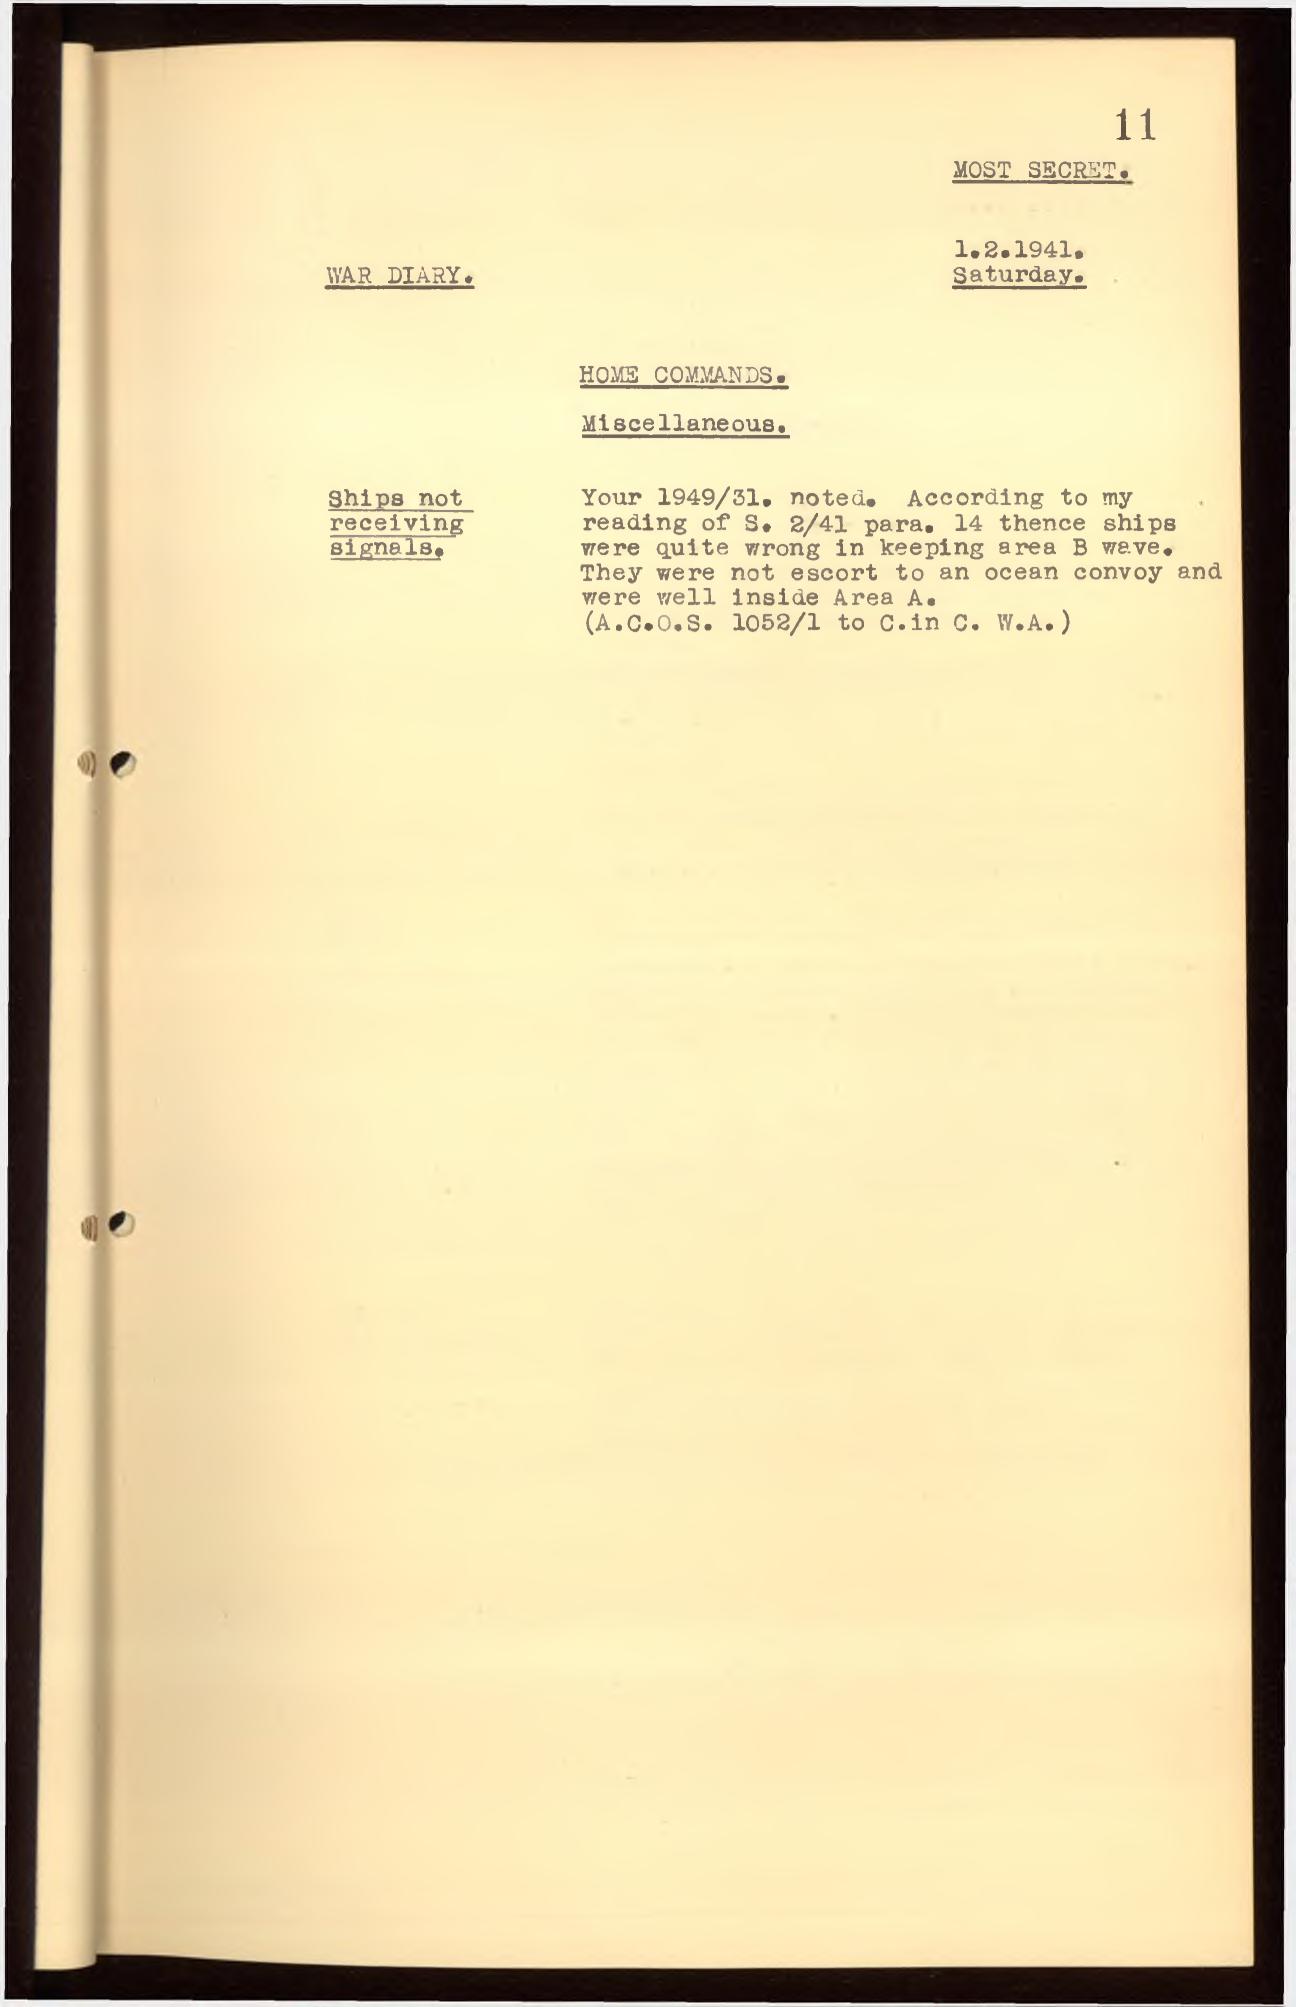 11
MOST SECRET.
1.2.1941.
WAR DIARY. Saturday.
HOME COMMANDS.
Miscellaneous.
Ships not
receiving
signals.
Your 1949/31. noted. According to my
reading of S. 2/41 para. 14 thence ships
were quite wrong in keeping area B wave.
They were not escort to an ocean convoy and
were well inside Area A.
(A.C.O.S. 1052/1 to C.in C. W.A.)